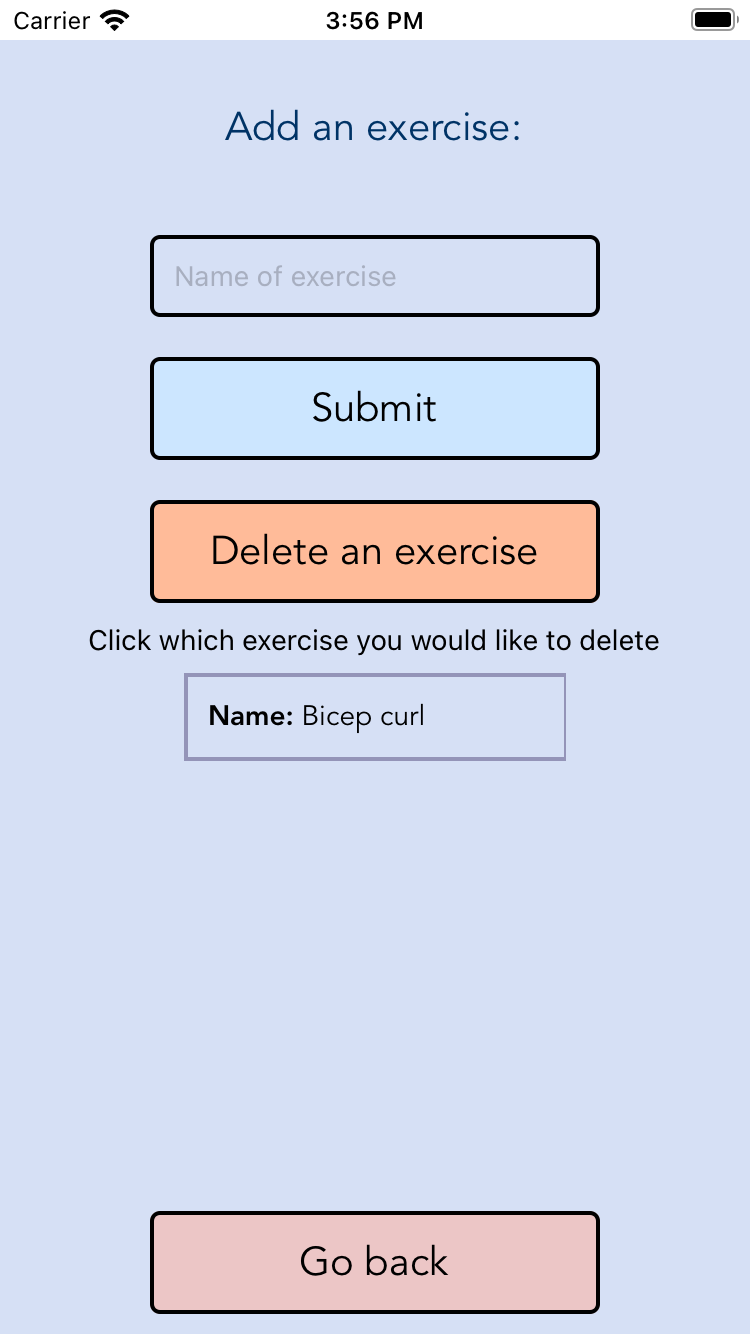 Carrier 3:56 PM
Add an exercise:
Name of exercise
Submit
Delete an exercise
Click which exercise you would like to delete
Name: Bicep curl
Go back